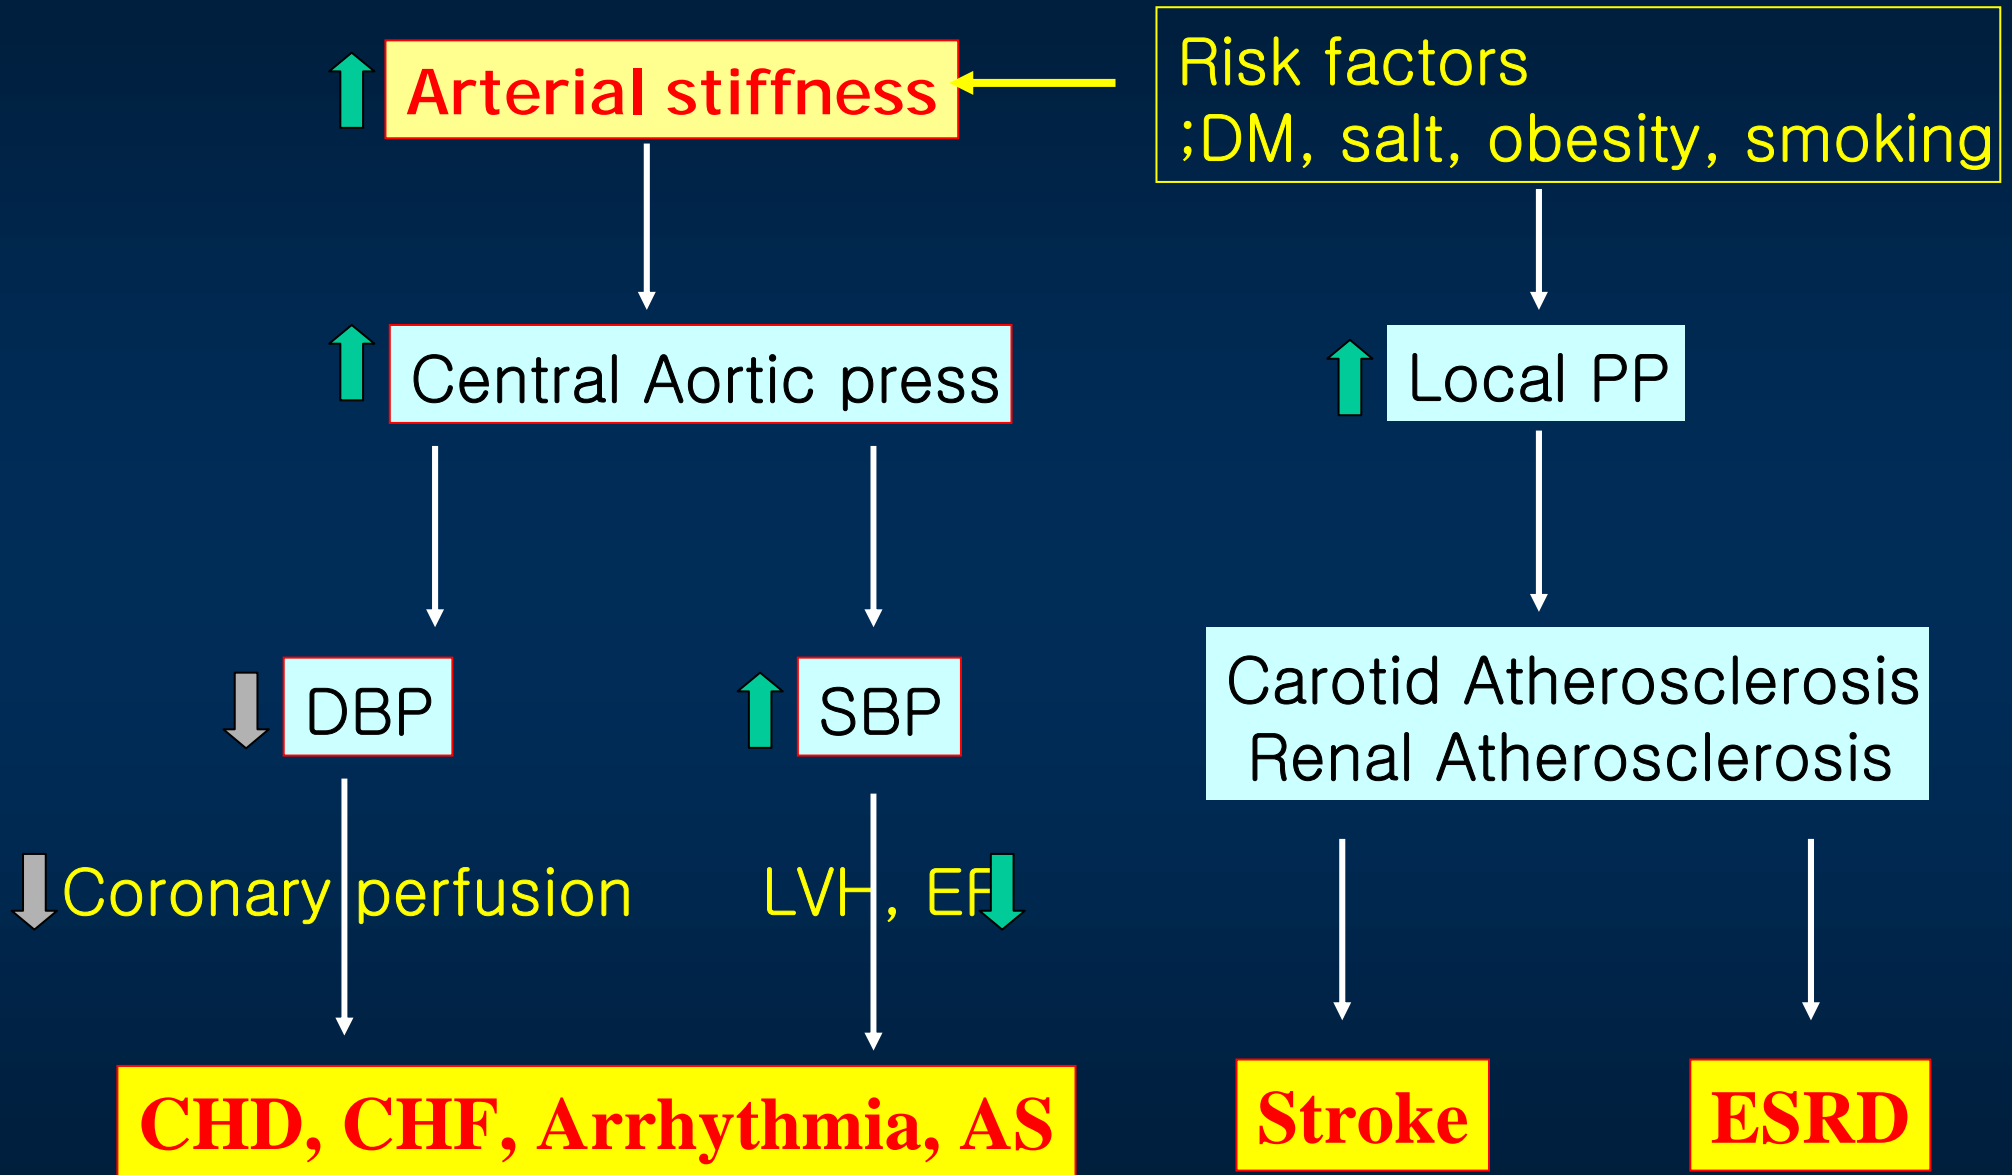 Arterial stiffness
Risk factors
;DM, salt, obesity, smoking
Central Aortic press
Local PP
DBP
SBP
Carotid Atherosclerosis
Renal Atherosclerosis
Coronary perfusion
LVH, EF
CHD, CHF, Arrhythmia, AS
Stroke
ESRD